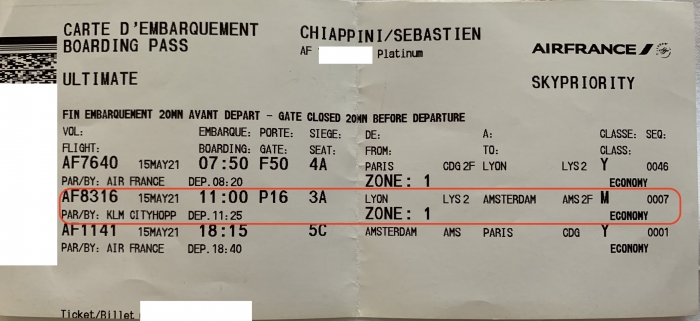 CARTE D'EMBARQUEMENT CHIAPPINI/SEBASTIEN
BOARDING PASS AF Platinum AIRFRANCE
ULTIMATE SKYPRIORITY
FIN EMBARQUEMENT 20MN AVANT DEPART - GATE CLOSED 20MN BEFORE DEPARTURE
VOL: EMBARQUE: PORTE: SIEGE: DE: A: CLASSE: SEQ:
FLIGHT: BOARDING: GATE: SEAT: FROM: TO: CLASS:
AF7640 15MAY21 07:50 F50 4A PARIS CDG 2F LYON LYS 2 Y 0046
PAR/BY: AIR FRANCE DEP. 08:20 ZONE: 1 ECONOMY
AF8316 15MAY21 11:00 P16 3A LYON LYS 2 AMSTERDAM AMS 2F M 0007
PAR/BY: KLM CITYHOPP DEP. 11:25 ZONE: 1 ECONOMY
AF1141 15MAY21 18:15 5C AMSTERDAM AMS PARIS CDG Y 0001
PAR/BY: AIR FRANCE DEP. 18:40 ECONOMY
Ticket/Billet